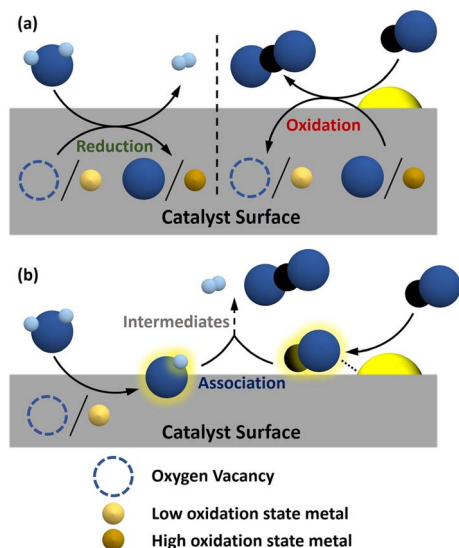 (a)
Reduction
Oxidation
Catalyst Surface
(b)
Intermediates
Association
Catalyst Surface
Oxygen Vacancy
Low oxidation state metal
High oxidation state metal